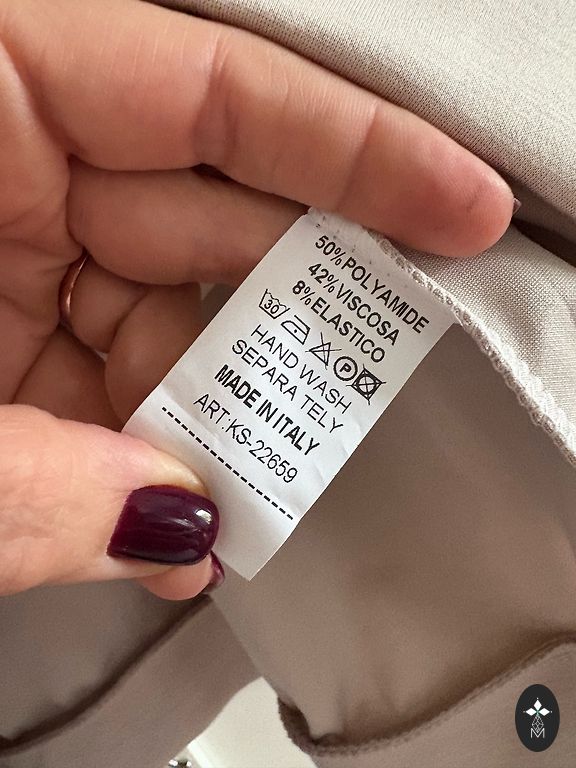 50%POLYAMIDE
42%VISCOSA
8%ELASTICO
30 P
HAND WASH
SEPARA TELY
MADE IN ITALY
ART:KS-22659
M